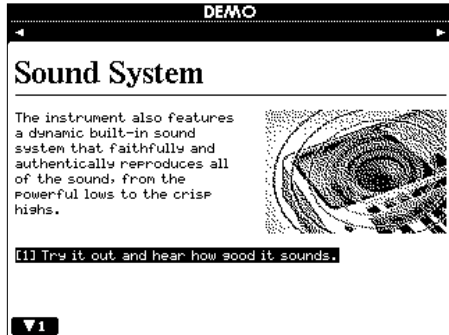 DEMO
Sound System
The instrument also features
a dynamic built-in sound
system that faithfully and
authentically reproduces all
of the sound, from the
powerful lows to the crisp
highs.
[1] Try it out and hear how good it sounds.
▼1